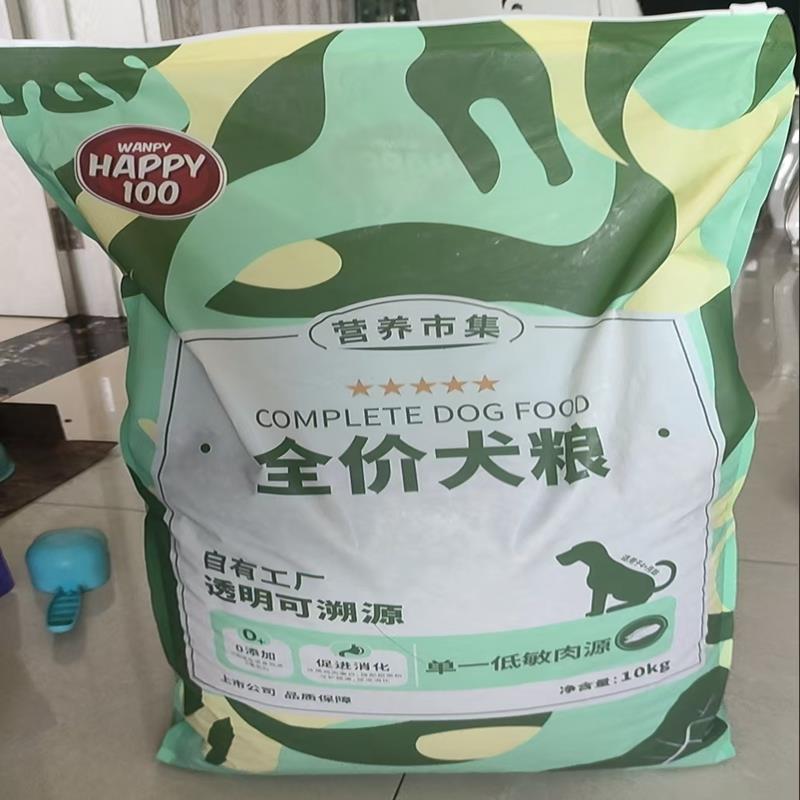 WANPY
HAPPY
100
营养市集
COMPLETE DOG FOOD
全价犬粮
自有工厂
透明可溯源
0+
0添加
促进消化
单一低敏肉源
上市公司 品质保障
净含量:10kg